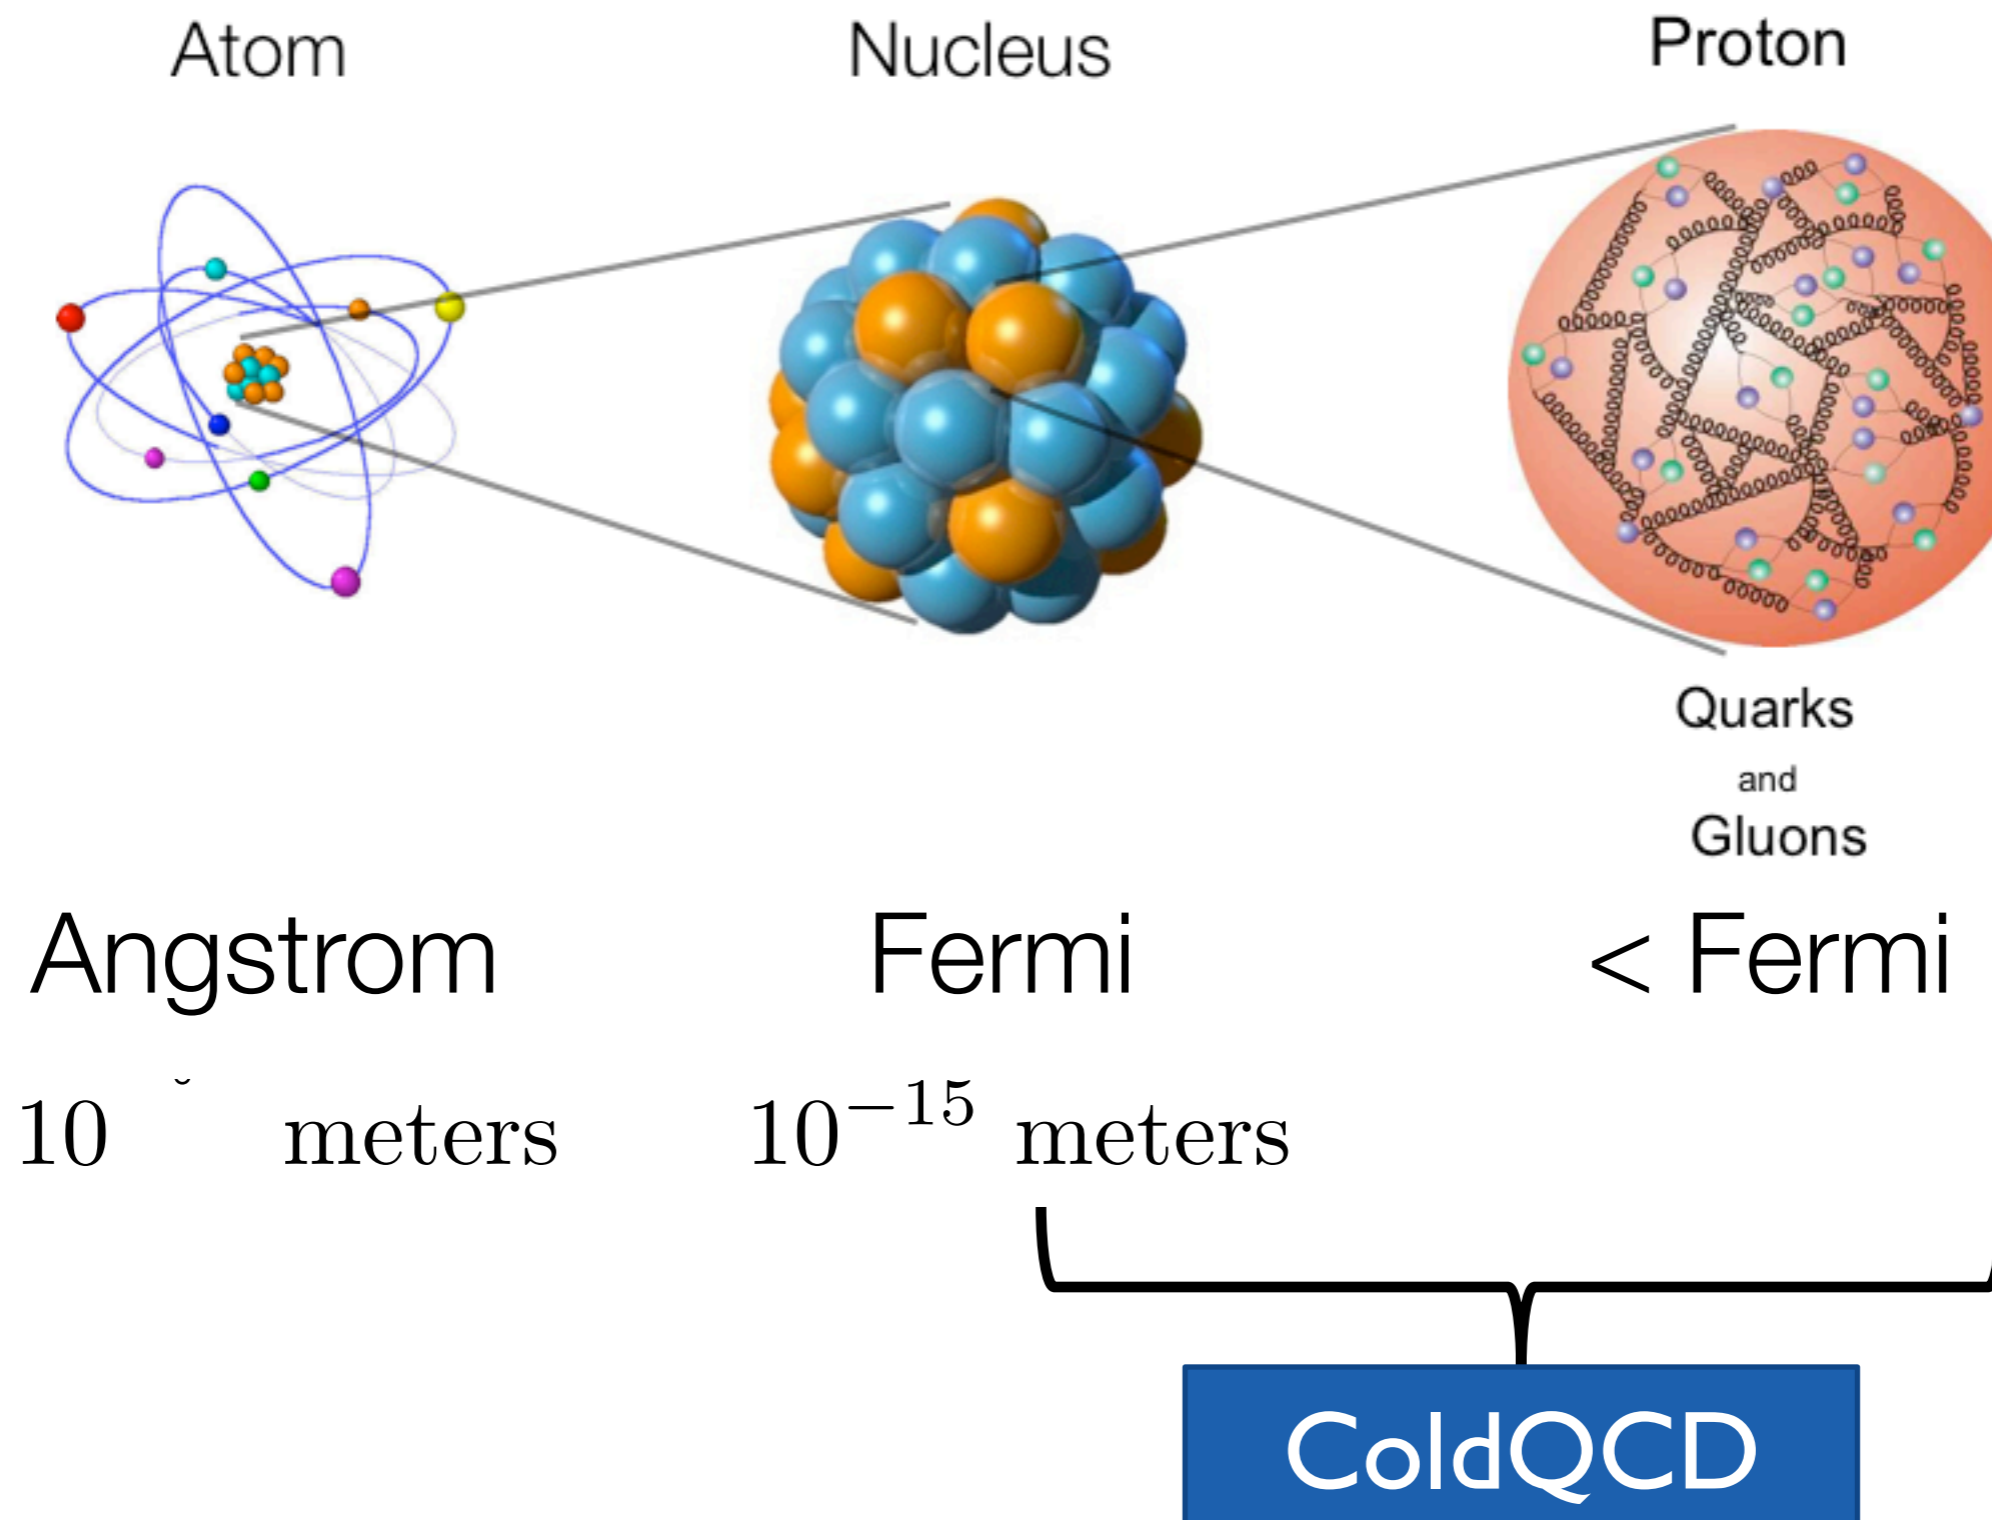 Atom Nucleus Proton
Quarks
and
Gluons
Angstrom Fermi < Fermi
10 meters 10⁻¹⁵ meters
ColdQCD